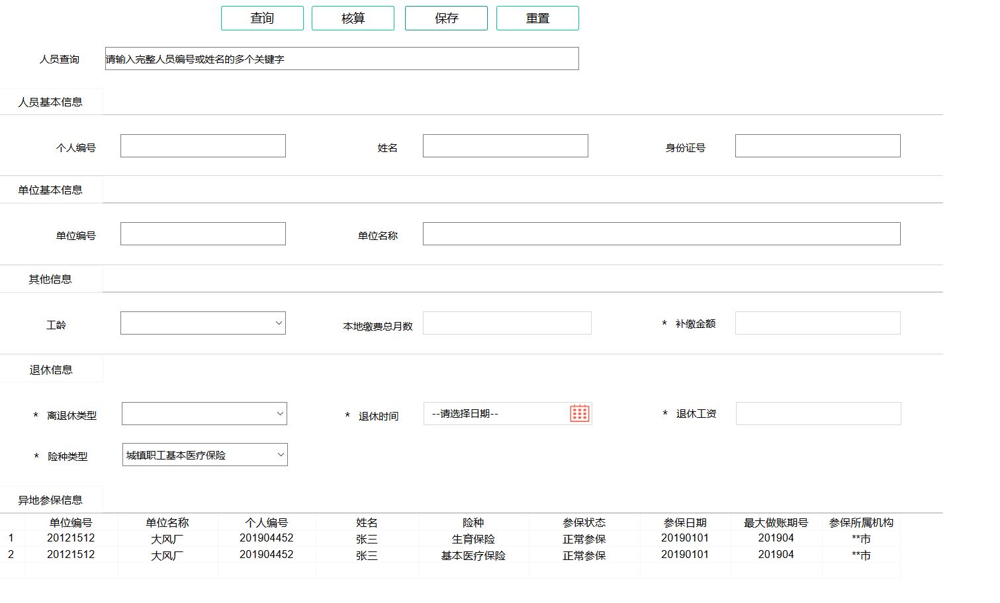 查询 核算 保存 重置
人员查询 请输入完整人员编号或姓名的多个关键字
人员基本信息
个人编号 姓名 身份证号
单位基本信息
单位编号 单位名称
其他信息
工龄 本地缴费总月数 * 补缴金额
退休信息
* 离退休类型 * 退休时间 --请选择日期-- * 退休工资
* 险种类型 城镇职工基本医疗保险
异地参保信息
单位编号 单位名称 个人编号 姓名 险种 参保状态 参保日期 最大做账期号 参保所属机构
1 20121512 大风厂 201904452 张三 生育保险 正常参保 20190101 201904 **市
2 20121512 大风厂 201904452 张三 基本医疗保险 正常参保 20190101 201904 **市